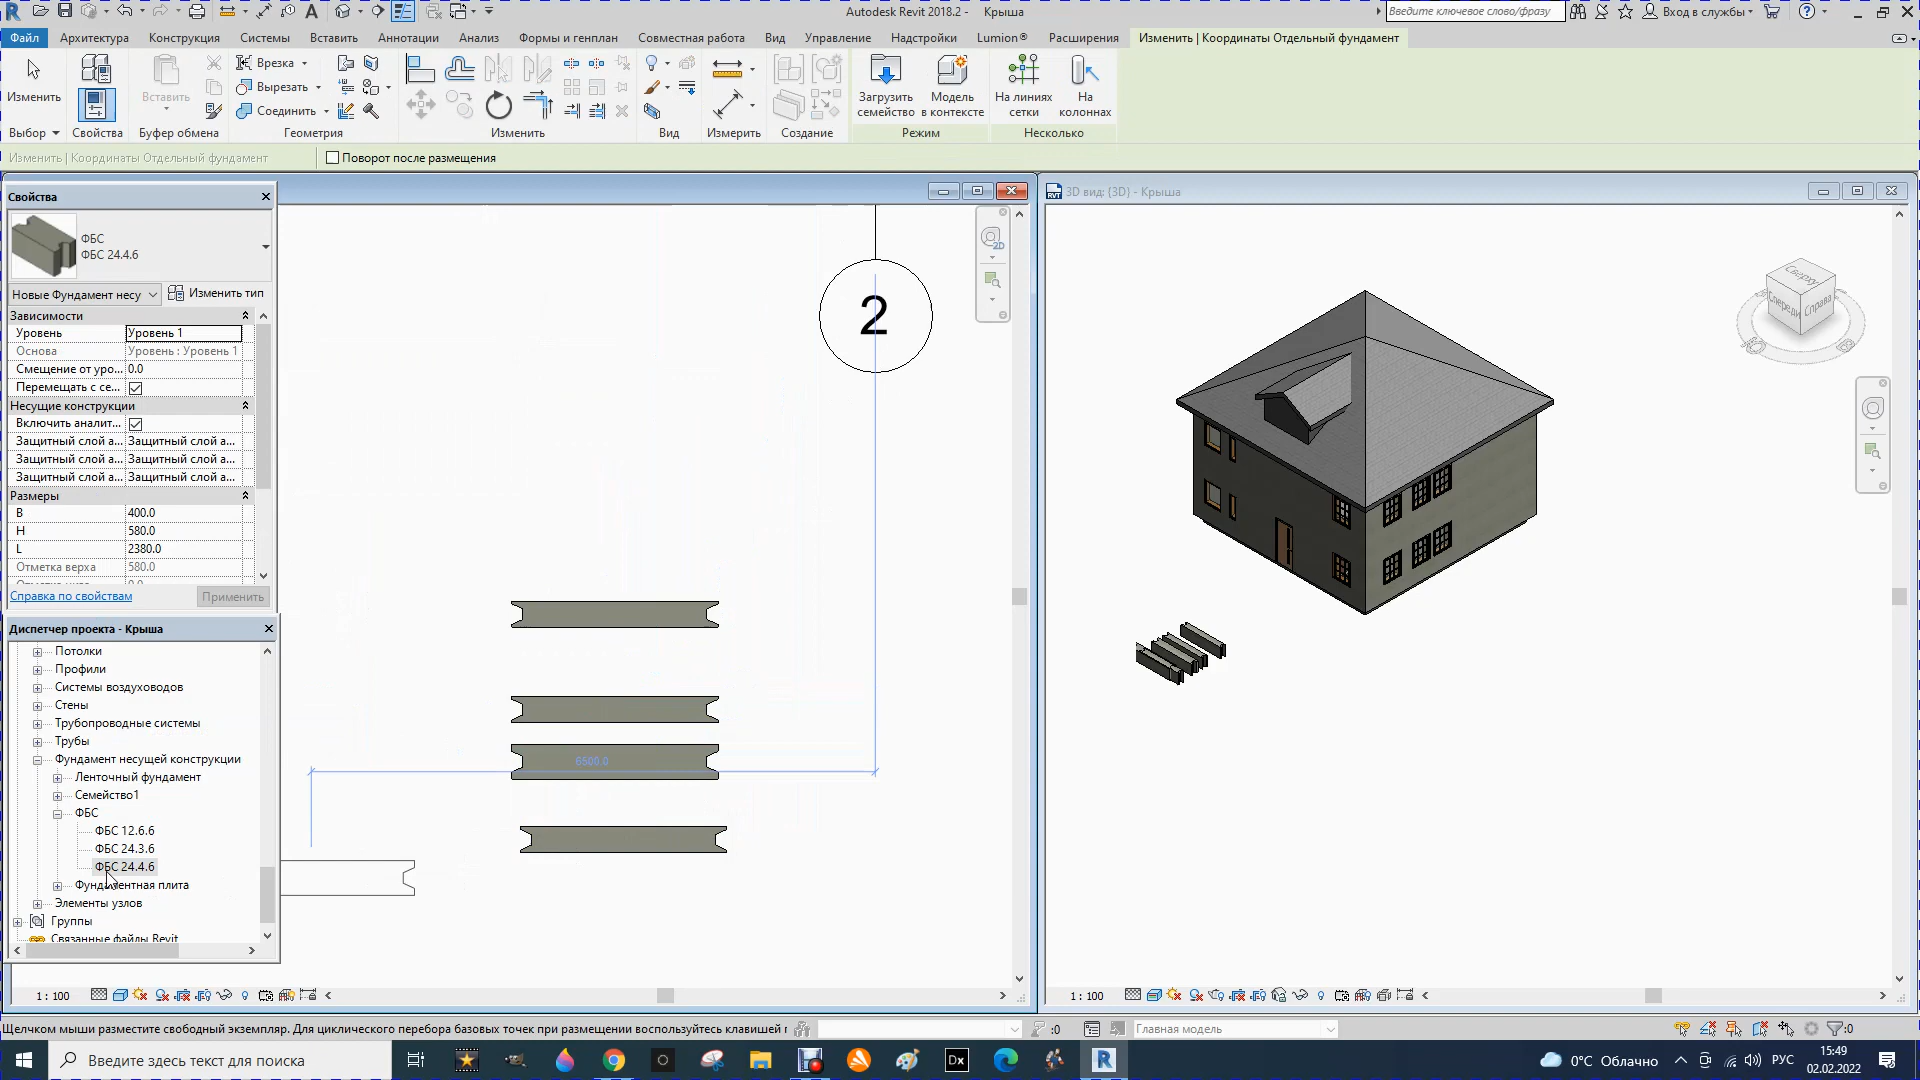 Autodesk Revit 2018.2 - Крыша
Введите ключевое слово/фразу
Вход в службы
Файл
Архитектура
Конструкция
Системы
Вставить
Аннотации
Анализ
Формы и генплан
Совместная работа
Вид
Управление
Надстройки
Lumion®
Расширения
Изменить | Координаты Отдельный фундамент
Изменить
Вставить
Врезка
Вырезать
Соединить
Загрузить семейство
Модель в контексте
На линиях сетки
На колоннах
Выбор
Свойства
Буфер обмена
Геометрия
Изменить
Вид
Измерить
Создание
Режим
Несколько
Изменить | Координаты Отдельный фундамент
Поворот после размещения
Свойства
ФБС
ФБС 24.4.6
Новые Фундамент несу
Изменить тип
Зависимости
Уровень Уровень 1
Основа Уровень : Уровень 1
Смещение от уро... 0.0
Перемещать с се...
Несущие конструкции
Включить аналит...
Защитный слой а... Защитный слой а...
Защитный слой а... Защитный слой а...
Защитный слой а... Защитный слой а...
Размеры
B 400.0
H 580.0
L 2380.0
Отметка верха 580.0
Справка по свойствам
Применить
Диспетчер проекта - Крыша
Потолки
Профили
Системы воздуховодов
Стены
Трубопроводные системы
Трубы
Фундамент несущей конструкции
Ленточный фундамент
Семейство1
ФБС
ФБС 12.6.6
ФБС 24.3.6
ФБС 24.4.6
Фундаментная плита
Элементы узлов
Группы
Связанные файлы Revit
2D
2
6500.0
1 : 100
3D вид: {3D} - Крыша
Сверху
Спереди
Справа
1 : 100
Щелчком мыши разместите свободный экземпляр. Для циклического перебора базовых точек при размещении воспользуйтесь клавишей
:0
Главная модель
:0
Введите здесь текст для поиска
Dx
0°C Облачно
РУС
15:49
02.02.2022